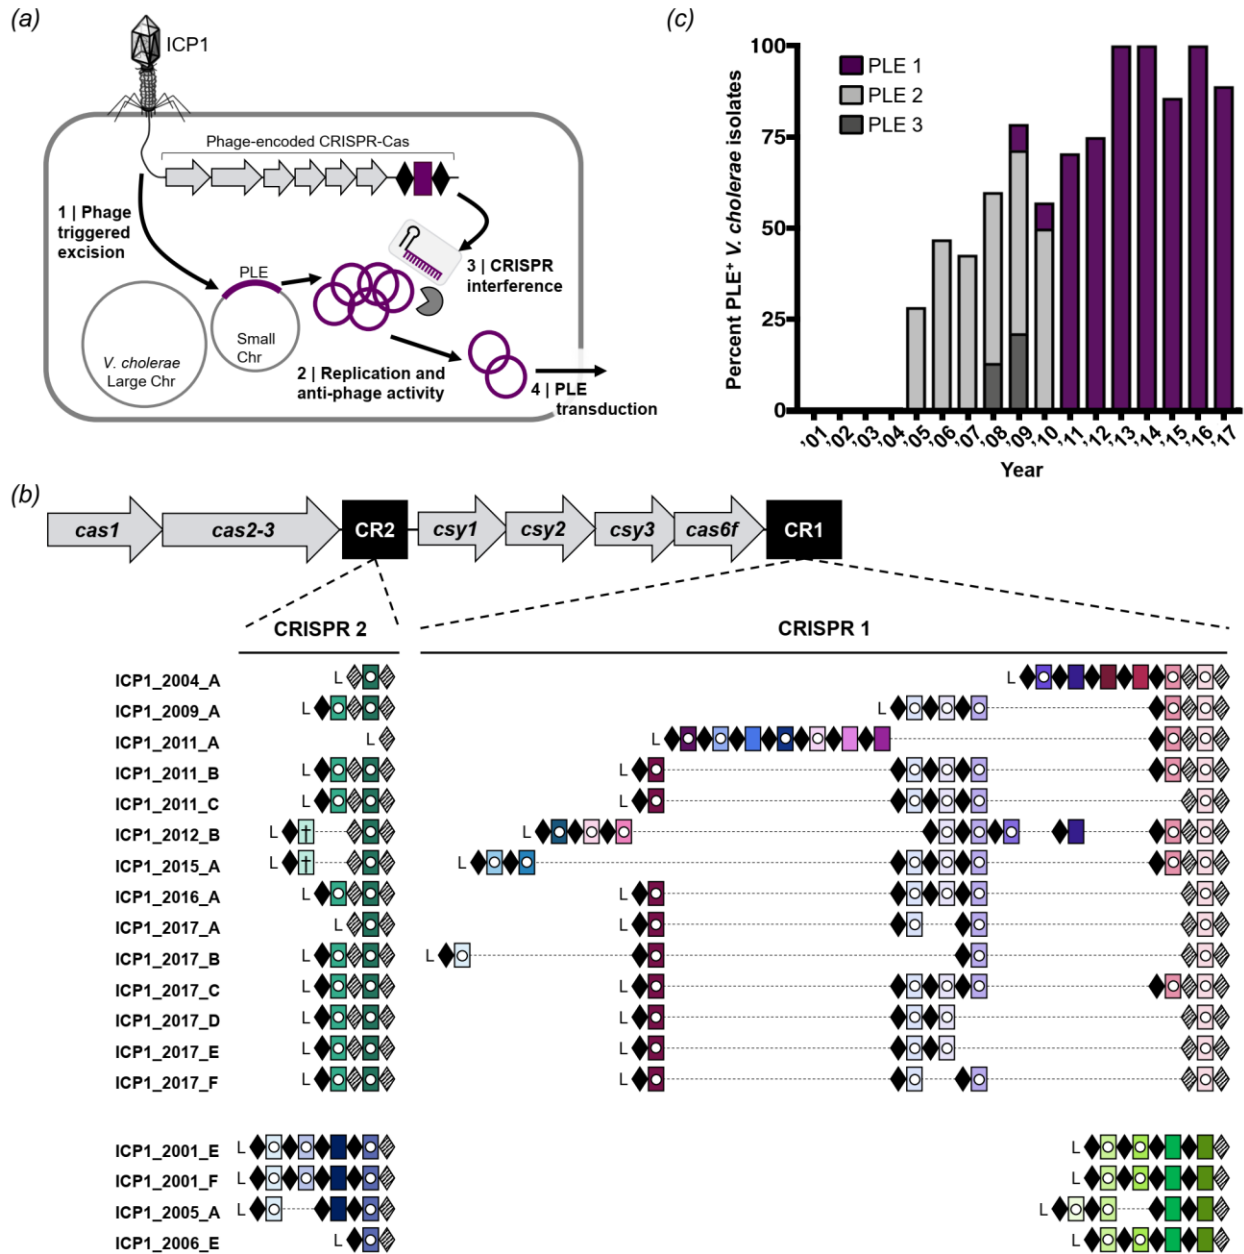 (a)
ICP1
Phage-encoded CRISPR-Cas
1 | Phage
triggered
excision
PLE
3 | CRISPR
interference
V. cholerae
Large Chr
Small
Chr
2 | Replication and
anti-phage activity
4 | PLE
transduction
(c)
Percent PLE+ V. cholerae isolates
100
75
50
25
0
PLE 1
PLE 2
PLE 3
'01
'02
'03
'04
'05
'06
'07
'08
'09
'10
'11
'12
'13
'14
'15
'16
'17
Year
(b)
cas1 cas2-3 CR2 csy1 csy2 csy3 cas6f CR1
CRISPR 2 CRISPR 1
ICP1_2004_A L L
ICP1_2009_A L L
ICP1_2011_A L L
ICP1_2011_B L L
ICP1_2011_C L L
ICP1_2012_B L L
ICP1_2015_A L L
ICP1_2016_A L L
ICP1_2017_A L L
ICP1_2017_B L L
ICP1_2017_C L L
ICP1_2017_D L L
ICP1_2017_E L L
ICP1_2017_F L L
ICP1_2001_E L L
ICP1_2001_F L L
ICP1_2005_A L L
ICP1_2006_E L L